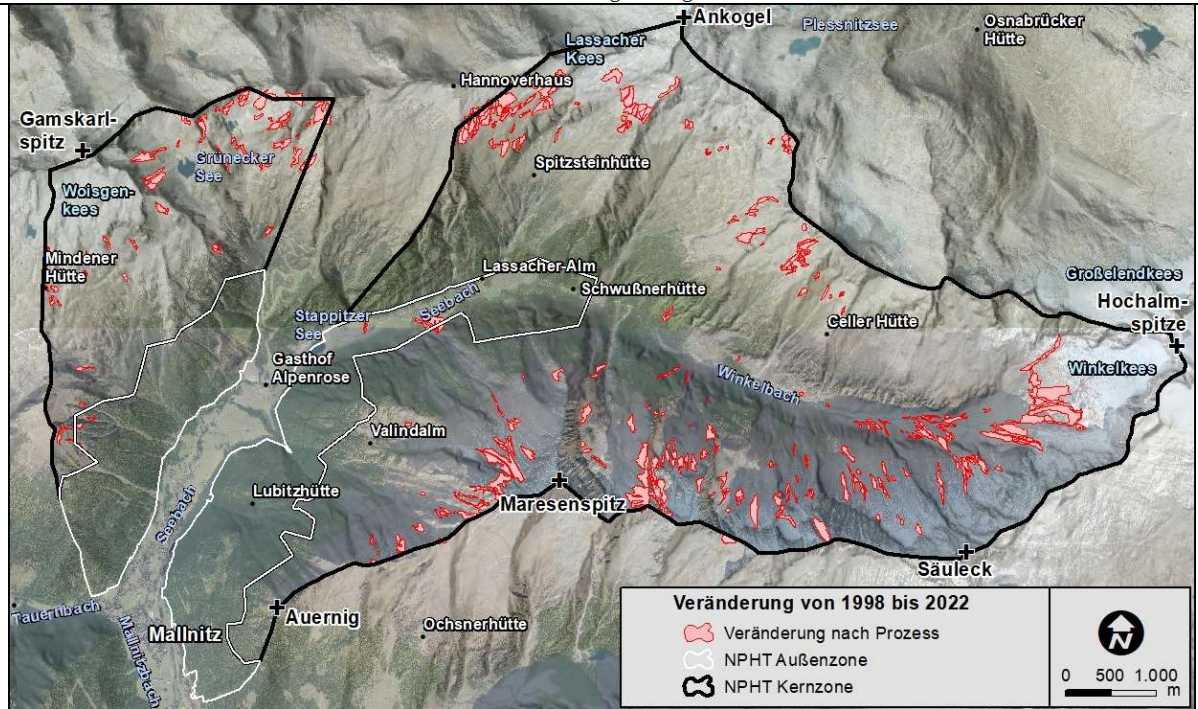 Ankogel
Plessnitzsee
Osnabrücker
Hütte
Lassacher
Kees
Hannoverhaus
Gamskarl-
spitz
Grünecker
See
Spitzsteinhütte
Woisgen-
kees
Mindener
Hütte
Lassacher-Alm
Schwußnerhütte
Seebach
Stappitzer
See
Großelendkees
Hochalm-
spitze
Celler Hütte
Gasthof
Alpenrose
Winkelbach
Winkelkees
Valindalm
Lubitzhütte
Maresenspitz
Seebach
Säuleck
Tauernbach
Mallnitz
Mallnitzbach
Auernig
Ochsnerhütte
Veränderung von 1998 bis 2022
Veränderung nach Prozess
NPHT Außenzone
NPHT Kernzone
N
0 500 1.000
m